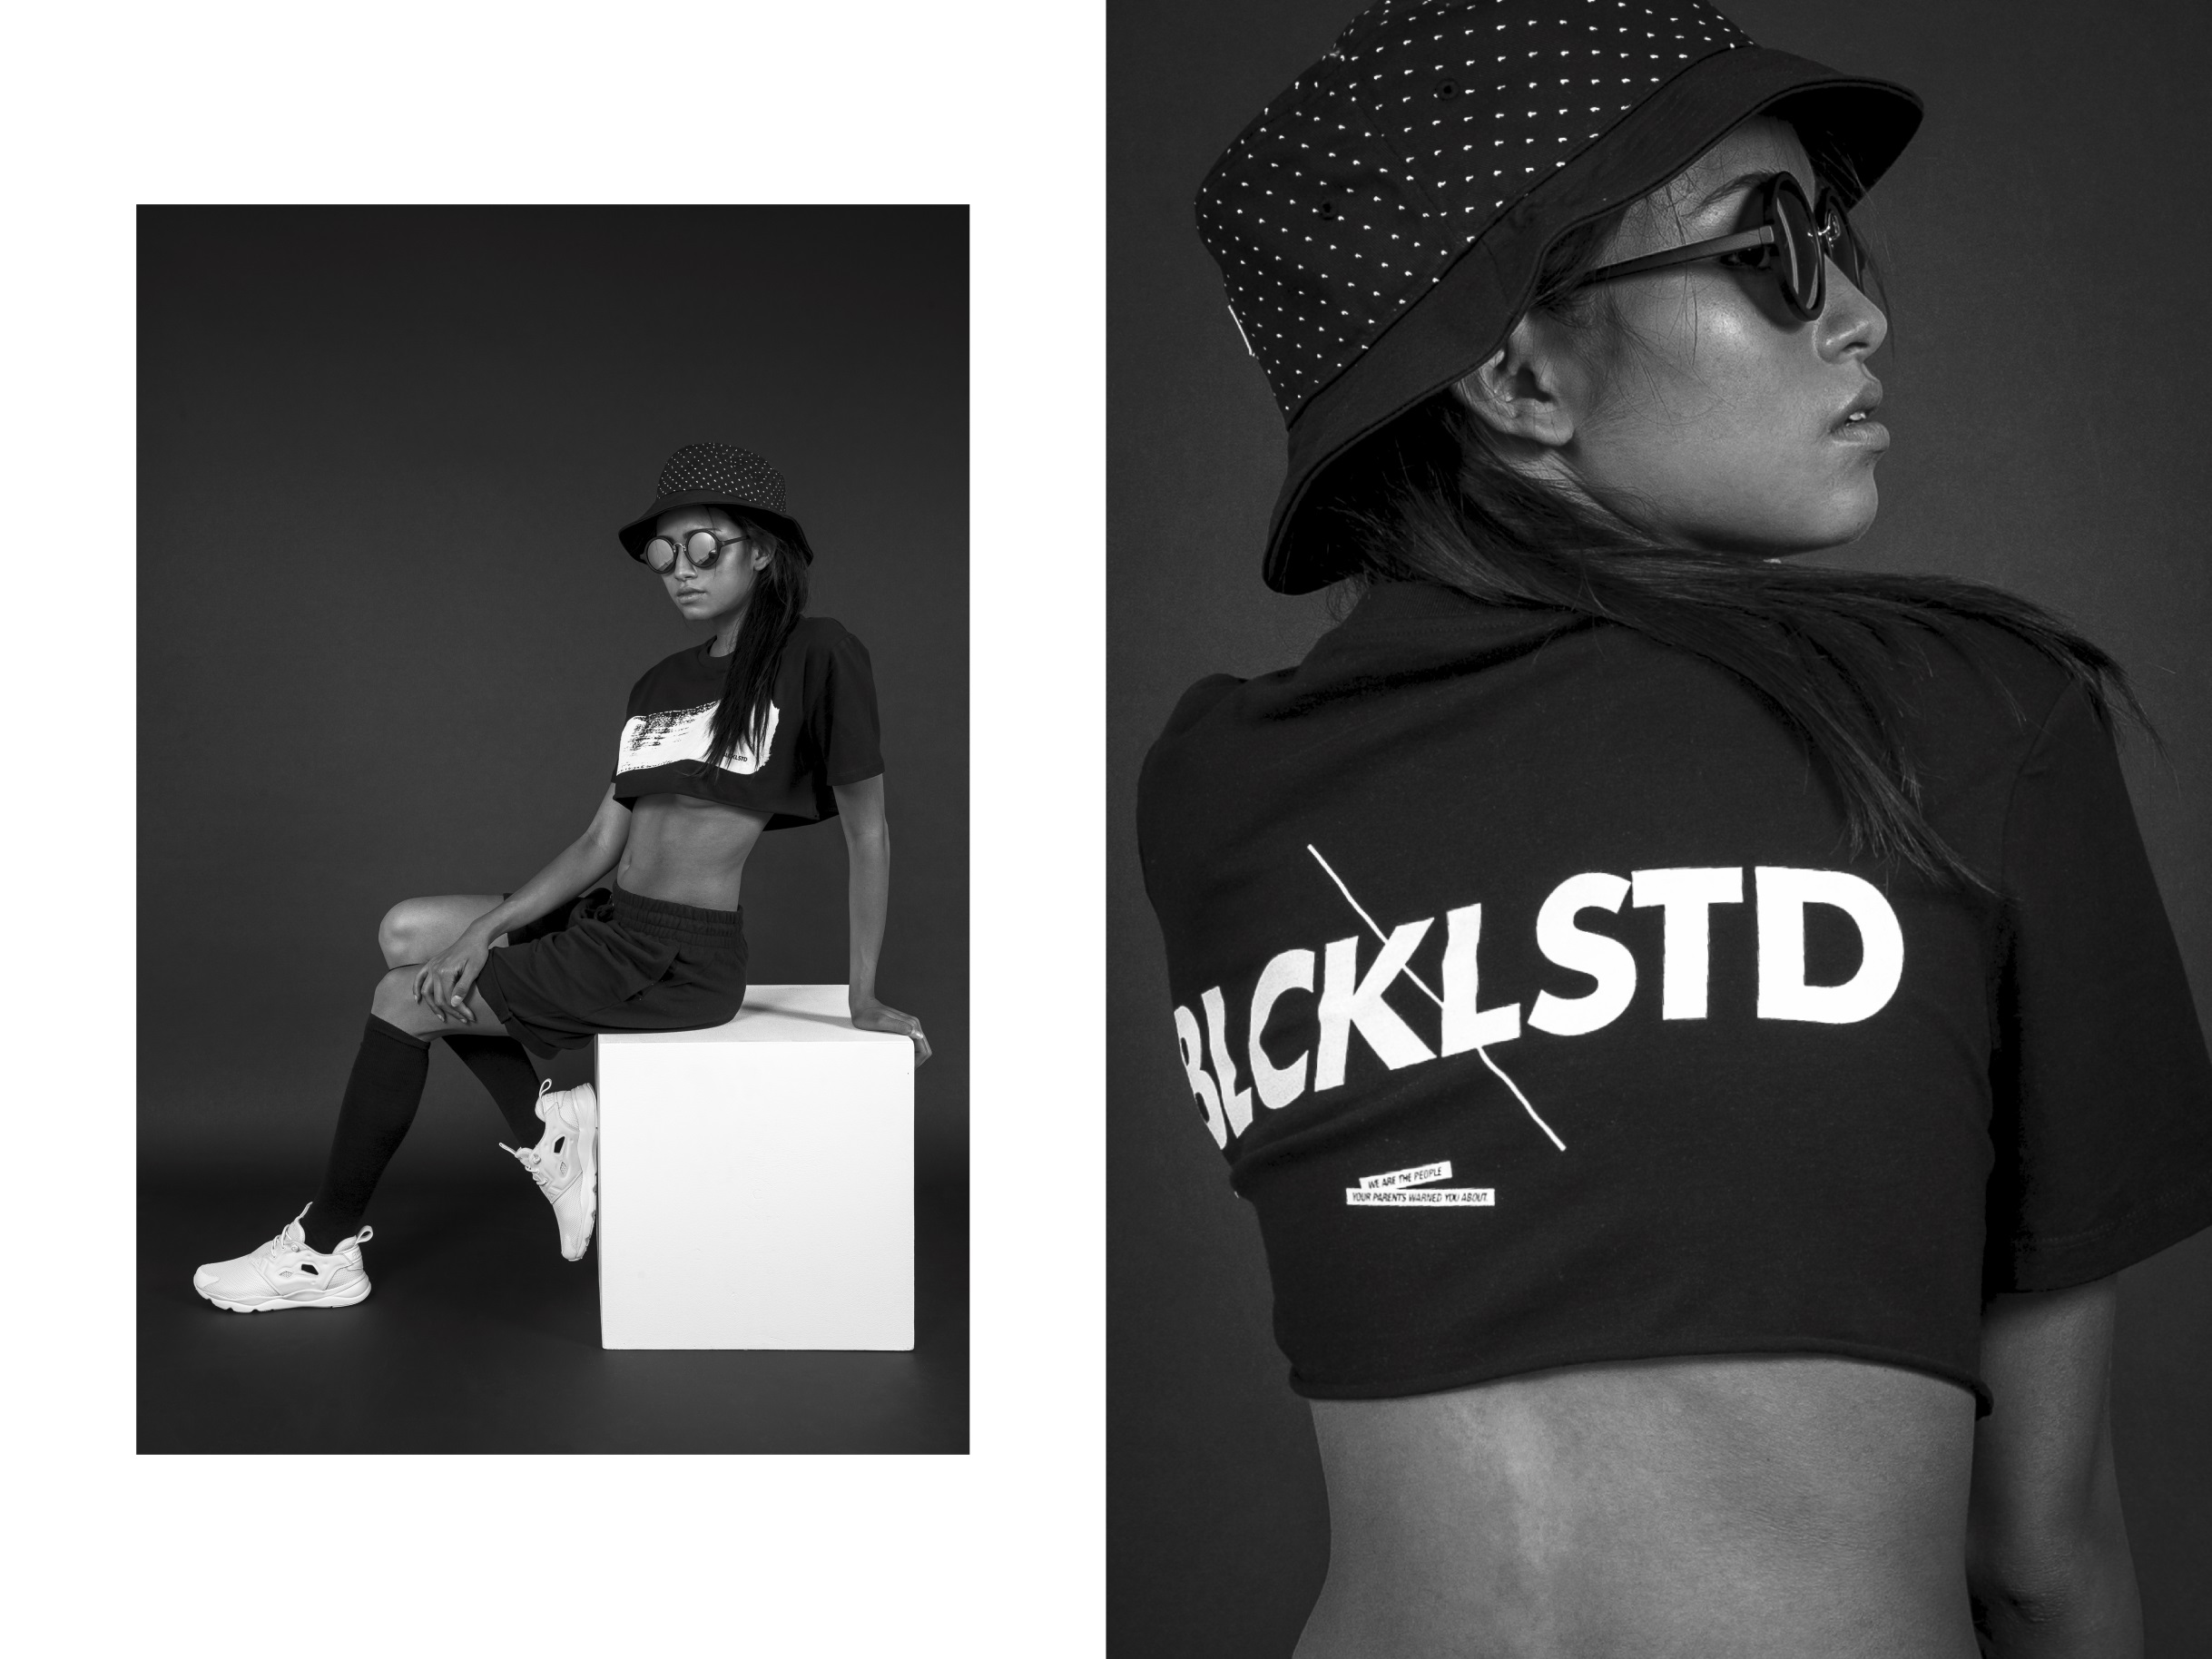 BLCKLSTD
WE ARE THE PEOPLE
YOUR PARENTS WARNED YOU ABOUT.